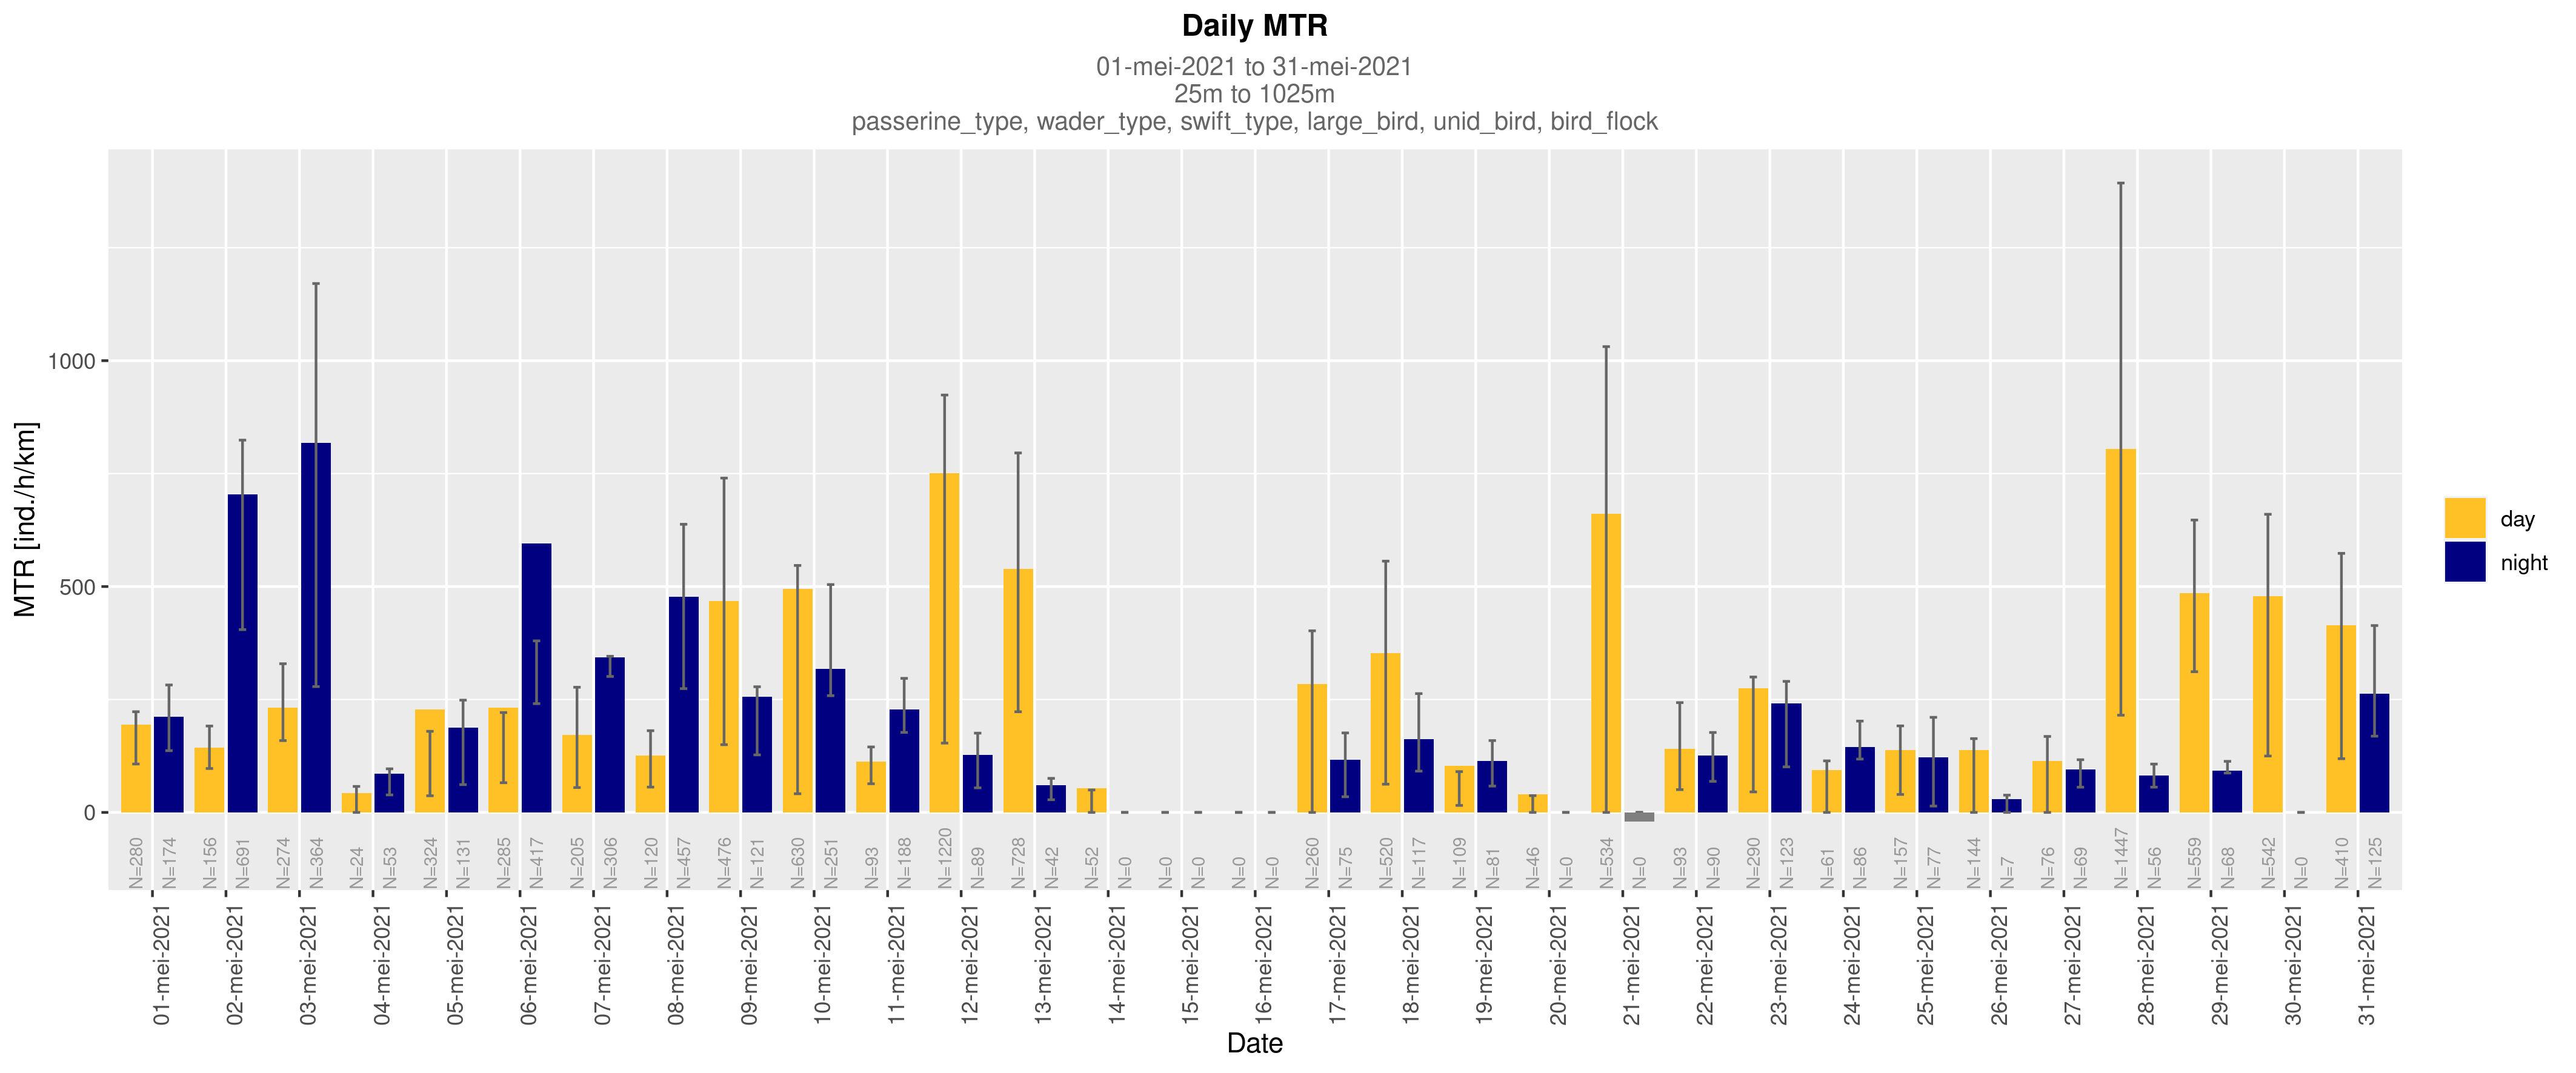 Daily MTR
01-mei-2021 to 31-mei-2021
25m to 1025m
passerine_type, wader_type, swift_type, large_bird, unid_bird, bird_flock
MTR [ind./h/km]
1000
500
0
N=280
N=174
N=156
N=691
N=274
N=364
N=24
N=53
N=324
N=131
N=285
N=417
N=205
N=306
N=120
N=457
N=476
N=121
N=630
N=251
N=93
N=188
N=1220
N=89
N=728
N=42
N=52
N=0
N=0
N=0
N=0
N=0
N=260
N=75
N=520
N=117
N=109
N=81
N=46
N=0
N=534
N=0
N=93
N=90
N=290
N=123
N=61
N=86
N=157
N=77
N=144
N=7
N=76
N=69
N=1447
N=56
N=559
N=68
N=542
N=0
N=410
N=125
01-mei-2021
02-mei-2021
03-mei-2021
04-mei-2021
05-mei-2021
06-mei-2021
07-mei-2021
08-mei-2021
09-mei-2021
10-mei-2021
11-mei-2021
12-mei-2021
13-mei-2021
14-mei-2021
15-mei-2021
16-mei-2021
17-mei-2021
18-mei-2021
19-mei-2021
20-mei-2021
21-mei-2021
22-mei-2021
23-mei-2021
24-mei-2021
25-mei-2021
26-mei-2021
27-mei-2021
28-mei-2021
29-mei-2021
30-mei-2021
31-mei-2021
Date
day
night